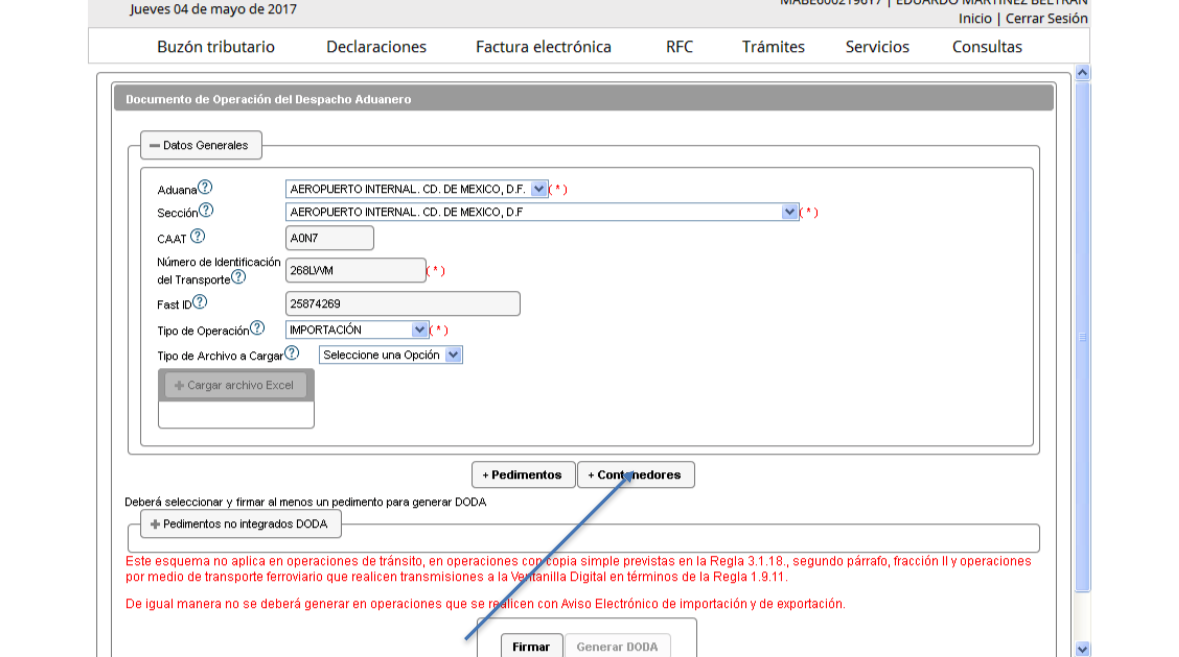 Jueves 04 de mayo de 2017
MABE600219617 | EDUARDO MARTINEZ BELTRAN
Inicio | Cerrar Sesión
Buzón tributario Declaraciones Factura electrónica RFC Trámites Servicios Consultas
Documento de Operación del Despacho Aduanero
Datos Generales
Aduana AEROPUERTO INTERNAL. CD. DE MEXICO, D.F. ( * )
Sección AEROPUERTO INTERNAL. CD. DE MEXICO, D.F ( * )
CAAT A0N7
Número de Identificación
del Transporte 268LWM ( * )
Fast ID 25874269
Tipo de Operación IMPORTACIÓN ( * )
Tipo de Archivo a Cargar Seleccione una Opción
+ Cargar archivo Excel
+ Pedimentos + Contenedores
Deberá seleccionar y firmar al menos un pedimento para generar DODA
+ Pedimentos no integrados DODA
Este esquema no aplica en operaciones de tránsito, en operaciones con copia simple previstas en la Regla 3.1.18., segundo párrafo, fracción II y operaciones
por medio de transporte ferroviario que realicen transmisiones a la Ventanilla Digital en términos de la Regla 1.9.11.
De igual manera no se deberá generar en operaciones que se realicen con Aviso Electrónico de importación y de exportación.
Firmar Generar DODA